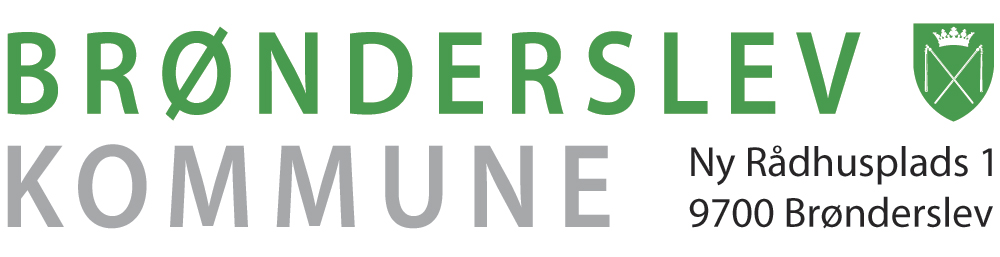 BRØNDERSLEV
KOMMUNE
Ny Rådhusplads 1
9700 Brønderslev